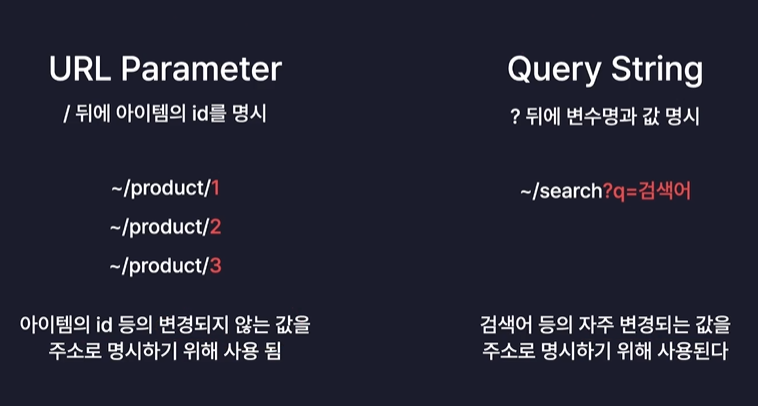 URL Parameter
/ 뒤에 아이템의 id를 명시
~/product/1
~/product/2
~/product/3
아이템의 id 등의 변경되지 않는 값을
주소로 명시하기 위해 사용 됨
Query String
? 뒤에 변수명과 값 명시
~/search?q=검색어
검색어 등의 자주 변경되는 값을
주소로 명시하기 위해 사용된다